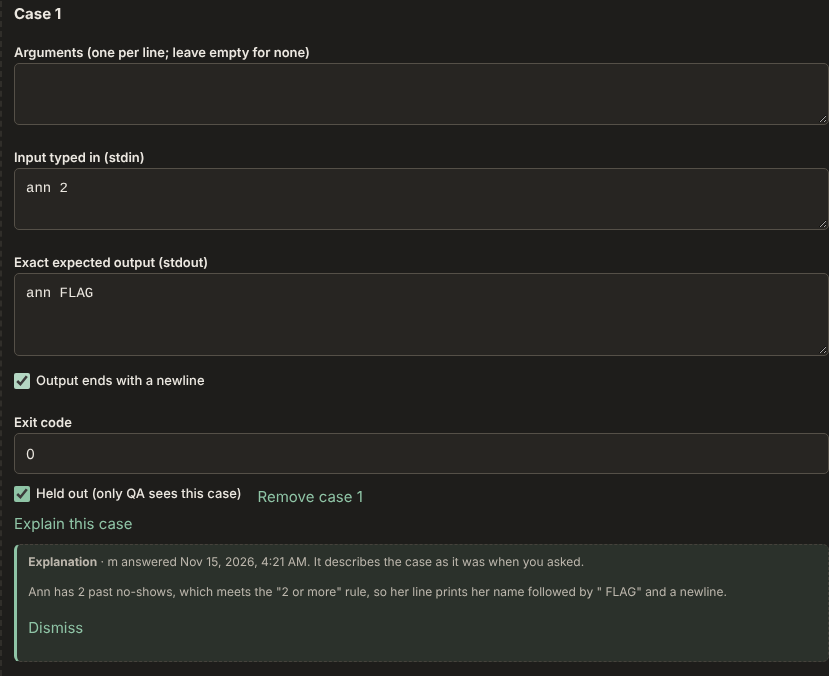 Case 1
Arguments (one per line; leave empty for none)
Input typed in (stdin)
ann 2
Exact expected output (stdout)
ann FLAG
Output ends with a newline
Exit code
0
Held out (only QA sees this case) Remove case 1
Explain this case
Explanation · m answered Nov 15, 2026, 4:21 AM. It describes the case as it was when you asked.
Ann has 2 past no-shows, which meets the "2 or more" rule, so her line prints her name followed by " FLAG" and a newline.
Dismiss